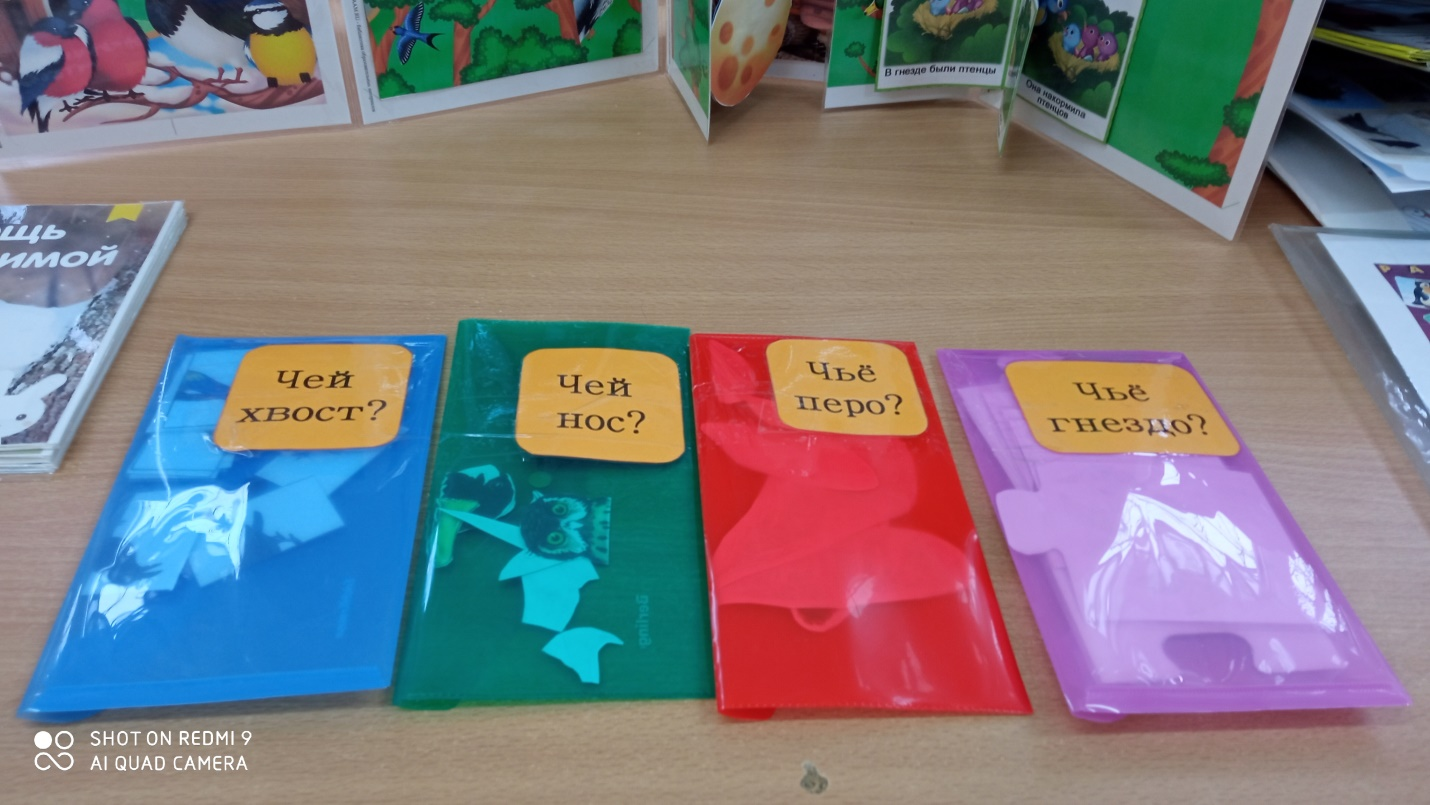 В гнезде были птенцы
Она накормила
птенцов
ощь
имой
Чей
хвост?
Чей
нос?
Чьё
перо?
Чьё
гнездо?
Р А
SHOT ON REDMI 9
AI QUAD CAMERA